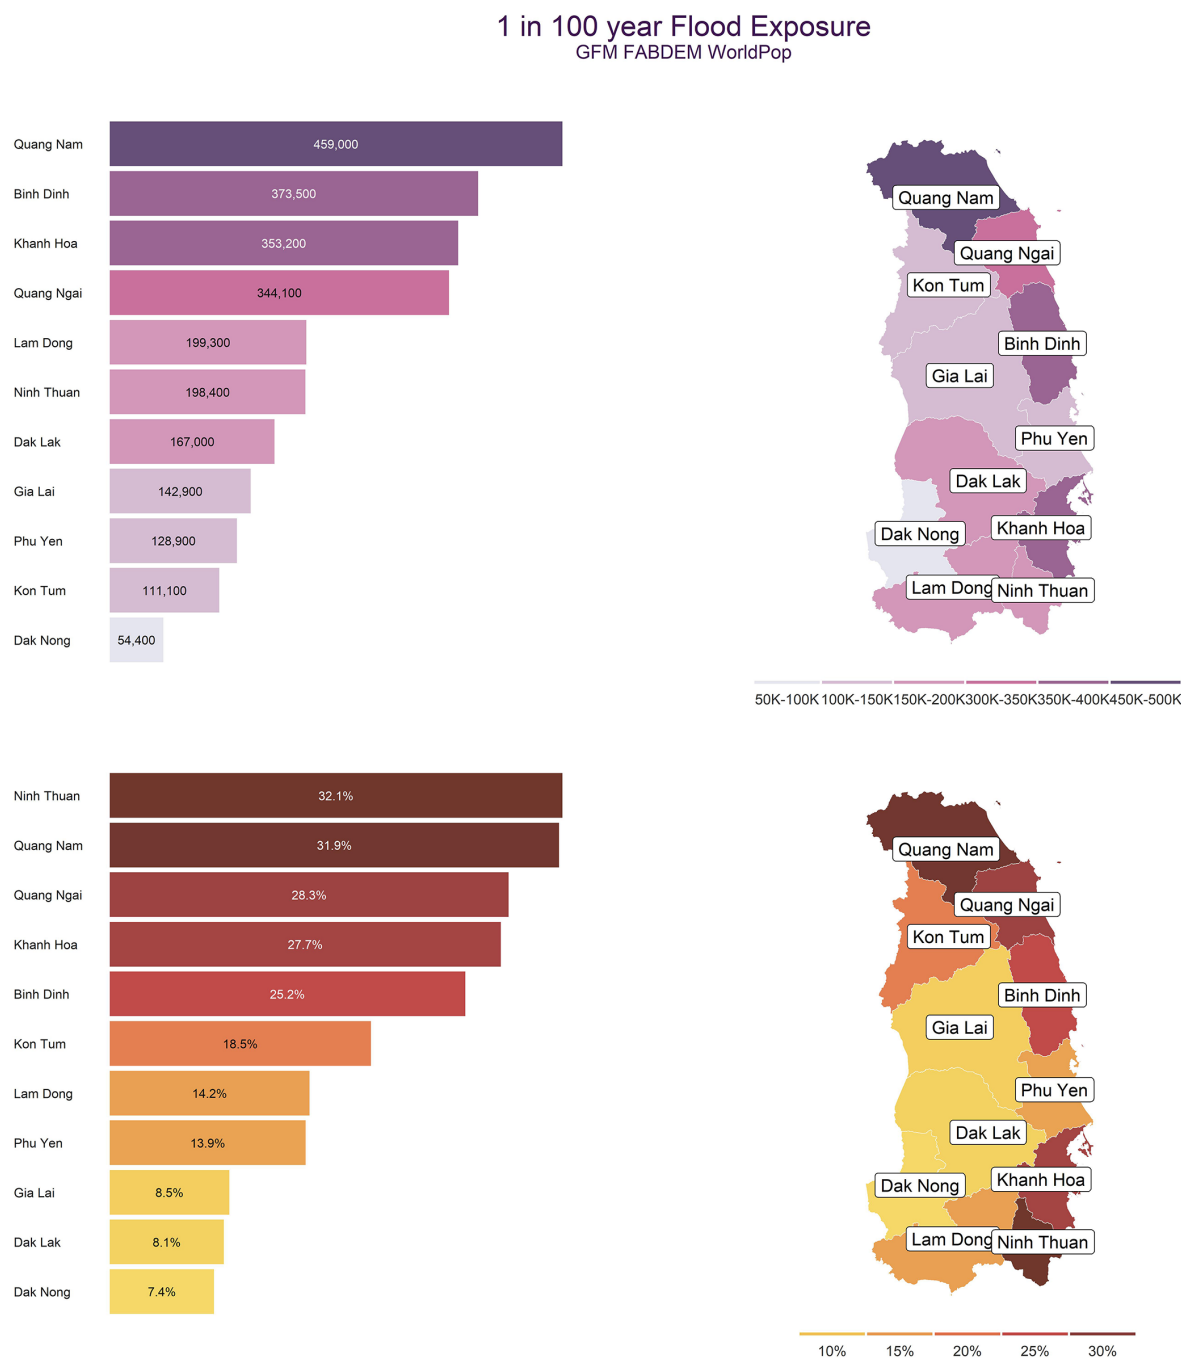 1 in 100 year Flood Exposure
GFM FABDEM WorldPop
Quang Nam 459,000
Binh Dinh 373,500
Khanh Hoa 353,200
Quang Ngai 344,100
Lam Dong 199,300
Ninh Thuan 198,400
Dak Lak 167,000
Gia Lai 142,900
Phu Yen 128,900
Kon Tum 111,100
Dak Nong 54,400
Quang Nam
Quang Ngai
Kon Tum
Binh Dinh
Gia Lai
Phu Yen
Dak Lak
Khanh Hoa
Dak Nong
Lam Dong
Ninh Thuan
50K-100K 100K-150K 150K-200K 300K-350K 350K-400K 450K-500K
Ninh Thuan 32.1%
Quang Nam 31.9%
Quang Ngai 28.3%
Khanh Hoa 27.7%
Binh Dinh 25.2%
Kon Tum 18.5%
Lam Dong 14.2%
Phu Yen 13.9%
Gia Lai 8.5%
Dak Lak 8.1%
Dak Nong 7.4%
Quang Nam
Quang Ngai
Kon Tum
Binh Dinh
Gia Lai
Phu Yen
Dak Lak
Khanh Hoa
Dak Nong
Lam Dong
Ninh Thuan
10% 15% 20% 25% 30%